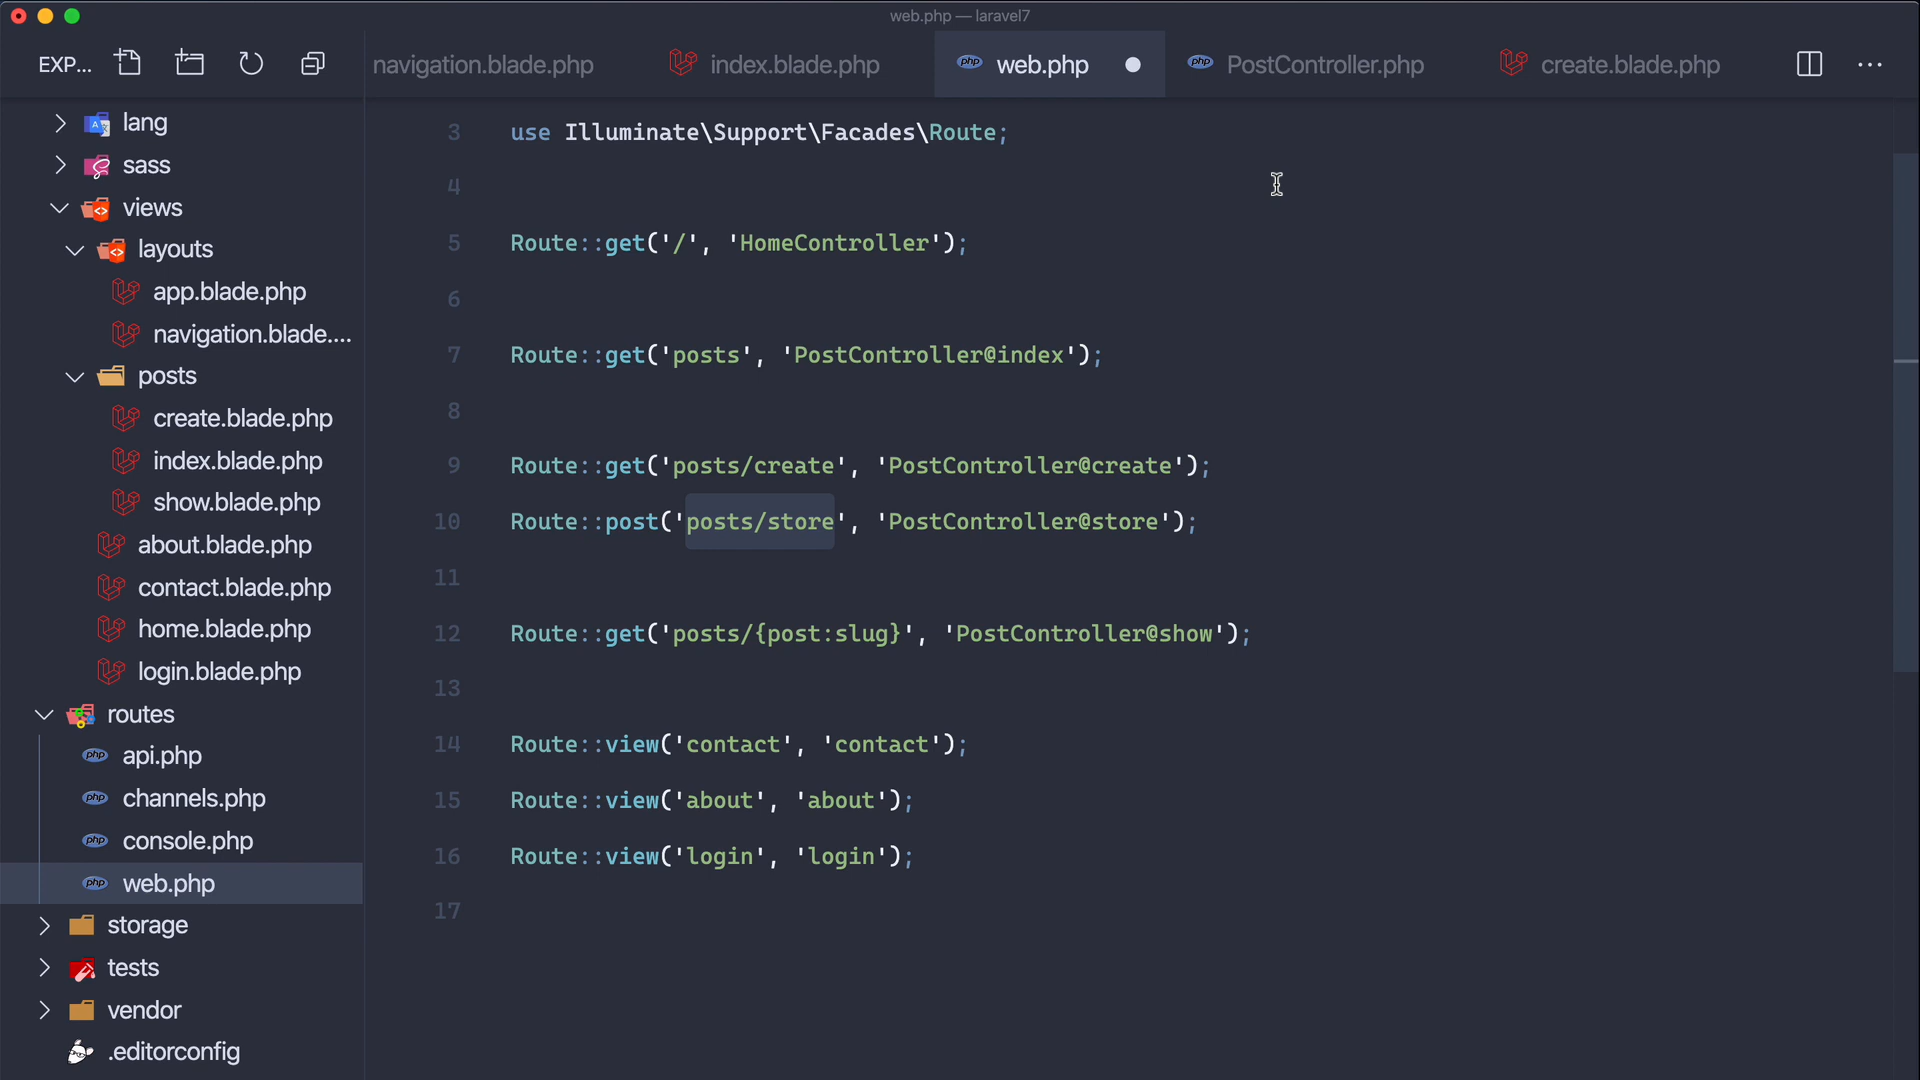 web.php — laravel7
EXP...
navigation.blade.php
index.blade.php
php web.php
php PostController.php
create.blade.php
lang
sass
views
layouts
app.blade.php
navigation.blade....
posts
create.blade.php
index.blade.php
show.blade.php
about.blade.php
contact.blade.php
home.blade.php
login.blade.php
routes
php api.php
php channels.php
php console.php
php web.php
storage
tests
vendor
.editorconfig
3 use Illuminate\Support\Facades\Route;
4
5 Route::get('/', 'HomeController');
6
7 Route::get('posts', 'PostController@index');
8
9 Route::get('posts/create', 'PostController@create');
10 Route::post('posts/store', 'PostController@store');
11
12 Route::get('posts/{post:slug}', 'PostController@show');
13
14 Route::view('contact', 'contact');
15 Route::view('about', 'about');
16 Route::view('login', 'login');
17